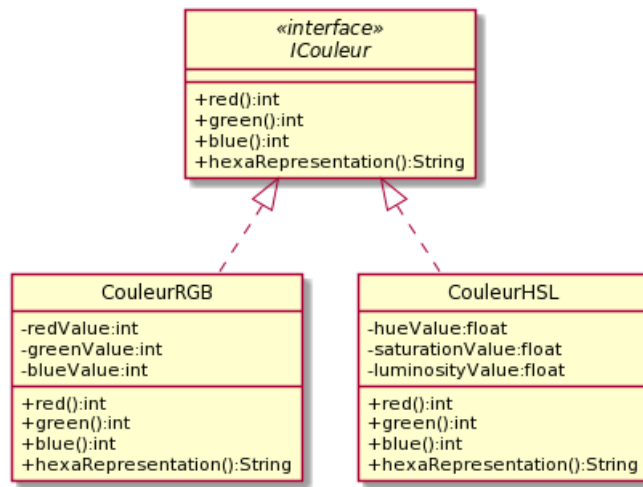 «interface»
ICouleur
+red():int
+green():int
+blue():int
+hexaRepresentation():String
CouleurRGB
-redValue:int
-greenValue:int
-blueValue:int
+red():int
+green():int
+blue():int
+hexaRepresentation():String
CouleurHSL
-hueValue:float
-saturationValue:float
-luminosityValue:float
+red():int
+green():int
+blue():int
+hexaRepresentation():String